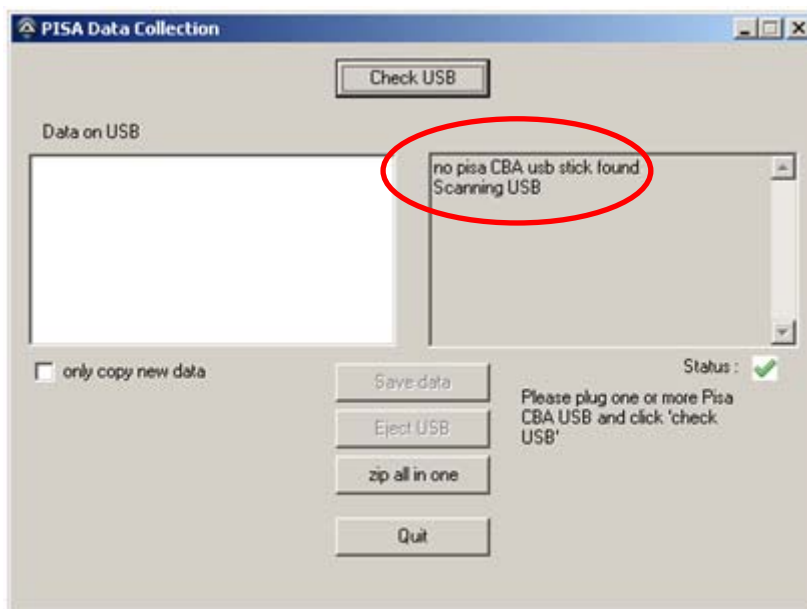 PISA Data Collection
Check USB
Data on USB
no pisa CBA usb stick found
Scanning USB
only copy new data
Save data
Eject USB
zip all in one
Quit
Status :
Please plug one or more Pisa
CBA USB and click 'check
USB'